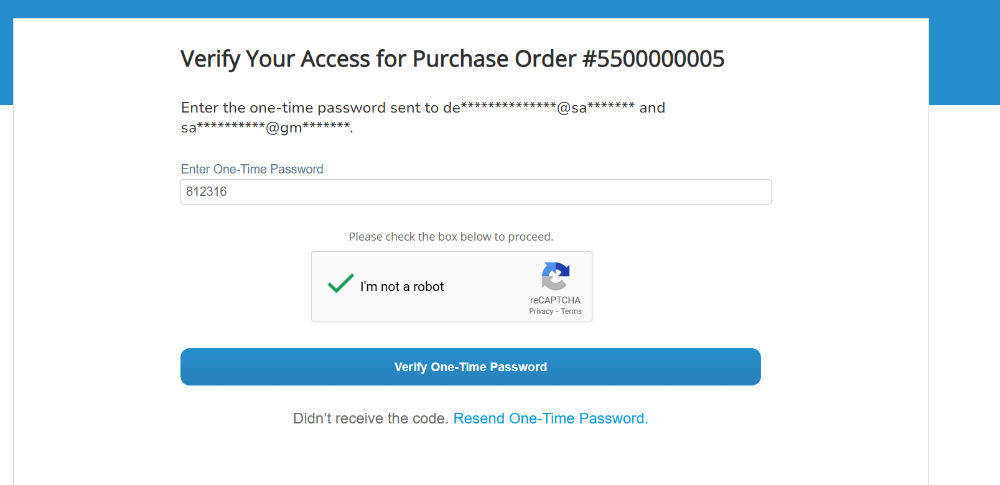 Verify Your Access for Purchase Order #5500000005
Enter the one-time password sent to de**************@sa******* and
sa**********@gm*******.
Enter One-Time Password
812316
Please check the box below to proceed.
I'm not a robot
reCAPTCHA
Privacy - Terms
Verify One-Time Password
Didn’t receive the code. Resend One-Time Password.